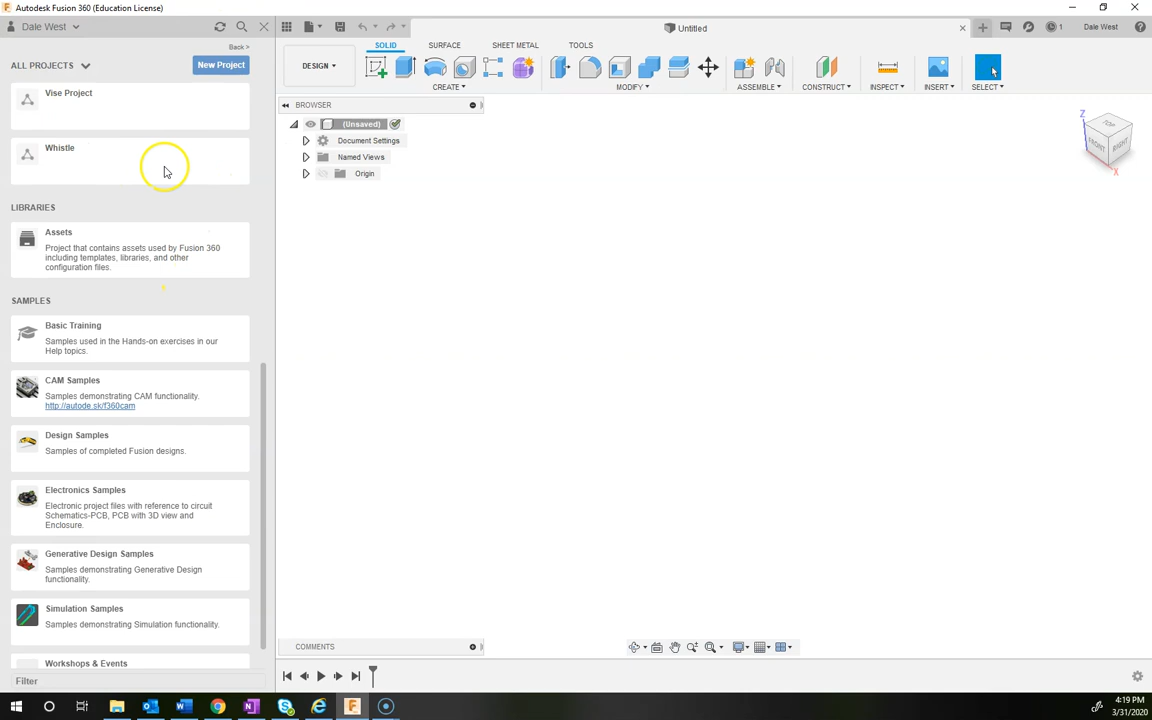 Autodesk Fusion 360 (Education License)
Dale West
Untitled
1
Dale West
Back >
ALL PROJECTS
New Project
Vise Project
Whistle
LIBRARIES
Assets
Project that contains assets used by Fusion 360
including templates, libraries, and other
configuration files.
SAMPLES
Basic Training
Samples used in the Hands-on exercises in our
Help topics.
CAM Samples
Samples demonstrating CAM functionality.
http://autode.sk/f360cam
Design Samples
Samples of completed Fusion designs.
Electronics Samples
Electronic project files with reference to circuit
Schematics-PCB, PCB with 3D view and
Enclosure.
Generative Design Samples
Samples demonstrating Generative Design
functionality.
Simulation Samples
Samples demonstrating Simulation functionality.
Workshops & Events
Filter
SOLID SURFACE SHEET METAL TOOLS
DESIGN
CREATE MODIFY ASSEMBLE CONSTRUCT INSPECT INSERT SELECT
BROWSER
(Unsaved)
Document Settings
Named Views
Origin
Z
TOP
FRONT
RIGHT
X
COMMENTS
4:19 PM
3/31/2020